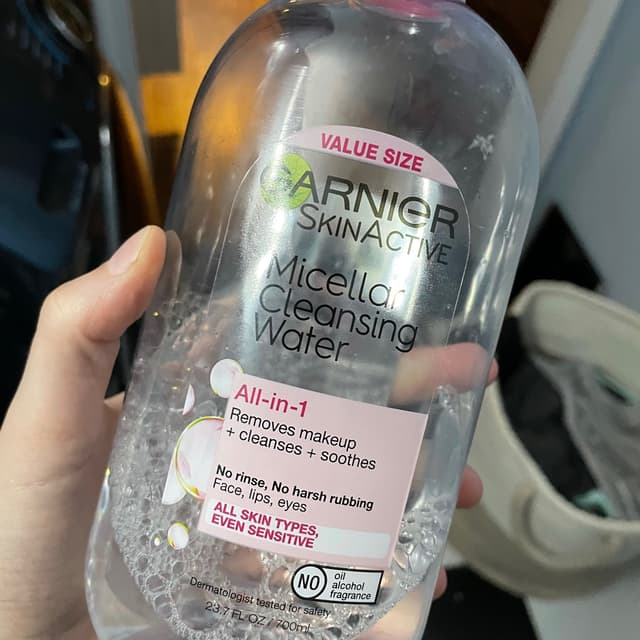 VALUE SIZE
GARNIER
SKINACTIVE
Micellar
Cleansing
Water
All-in-1
Removes makeup
+ cleanses + soothes
No rinse, No harsh rubbing
Face, lips, eyes
ALL SKIN TYPES,
EVEN SENSITIVE
NO oil
alcohol
fragrance
Dermatologist tested for safety
23.7 FL OZ / 700ml